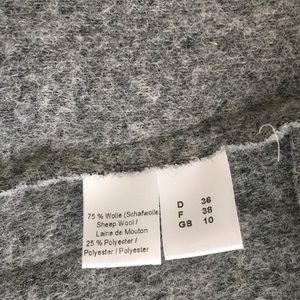 75 % Wolle (Schafwolle
Sheep Wool /
Laine de Mouton
25 % Polyester /
Polyester / Polyester
D 36
F 38
GB 10